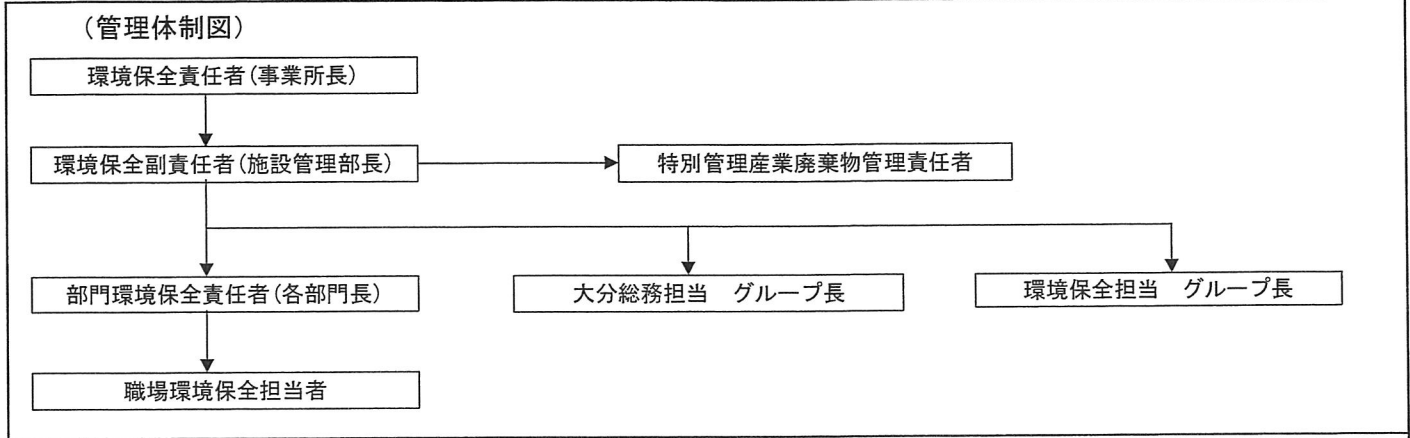 （管理体制図）
環境保全責任者（事業所長）
環境保全副責任者（施設管理部長）
特別管理産業廃棄物管理責任者
部門環境保全責任者（各部門長）
大分総務担当　グループ長
環境保全担当　グループ長
職場環境保全担当者